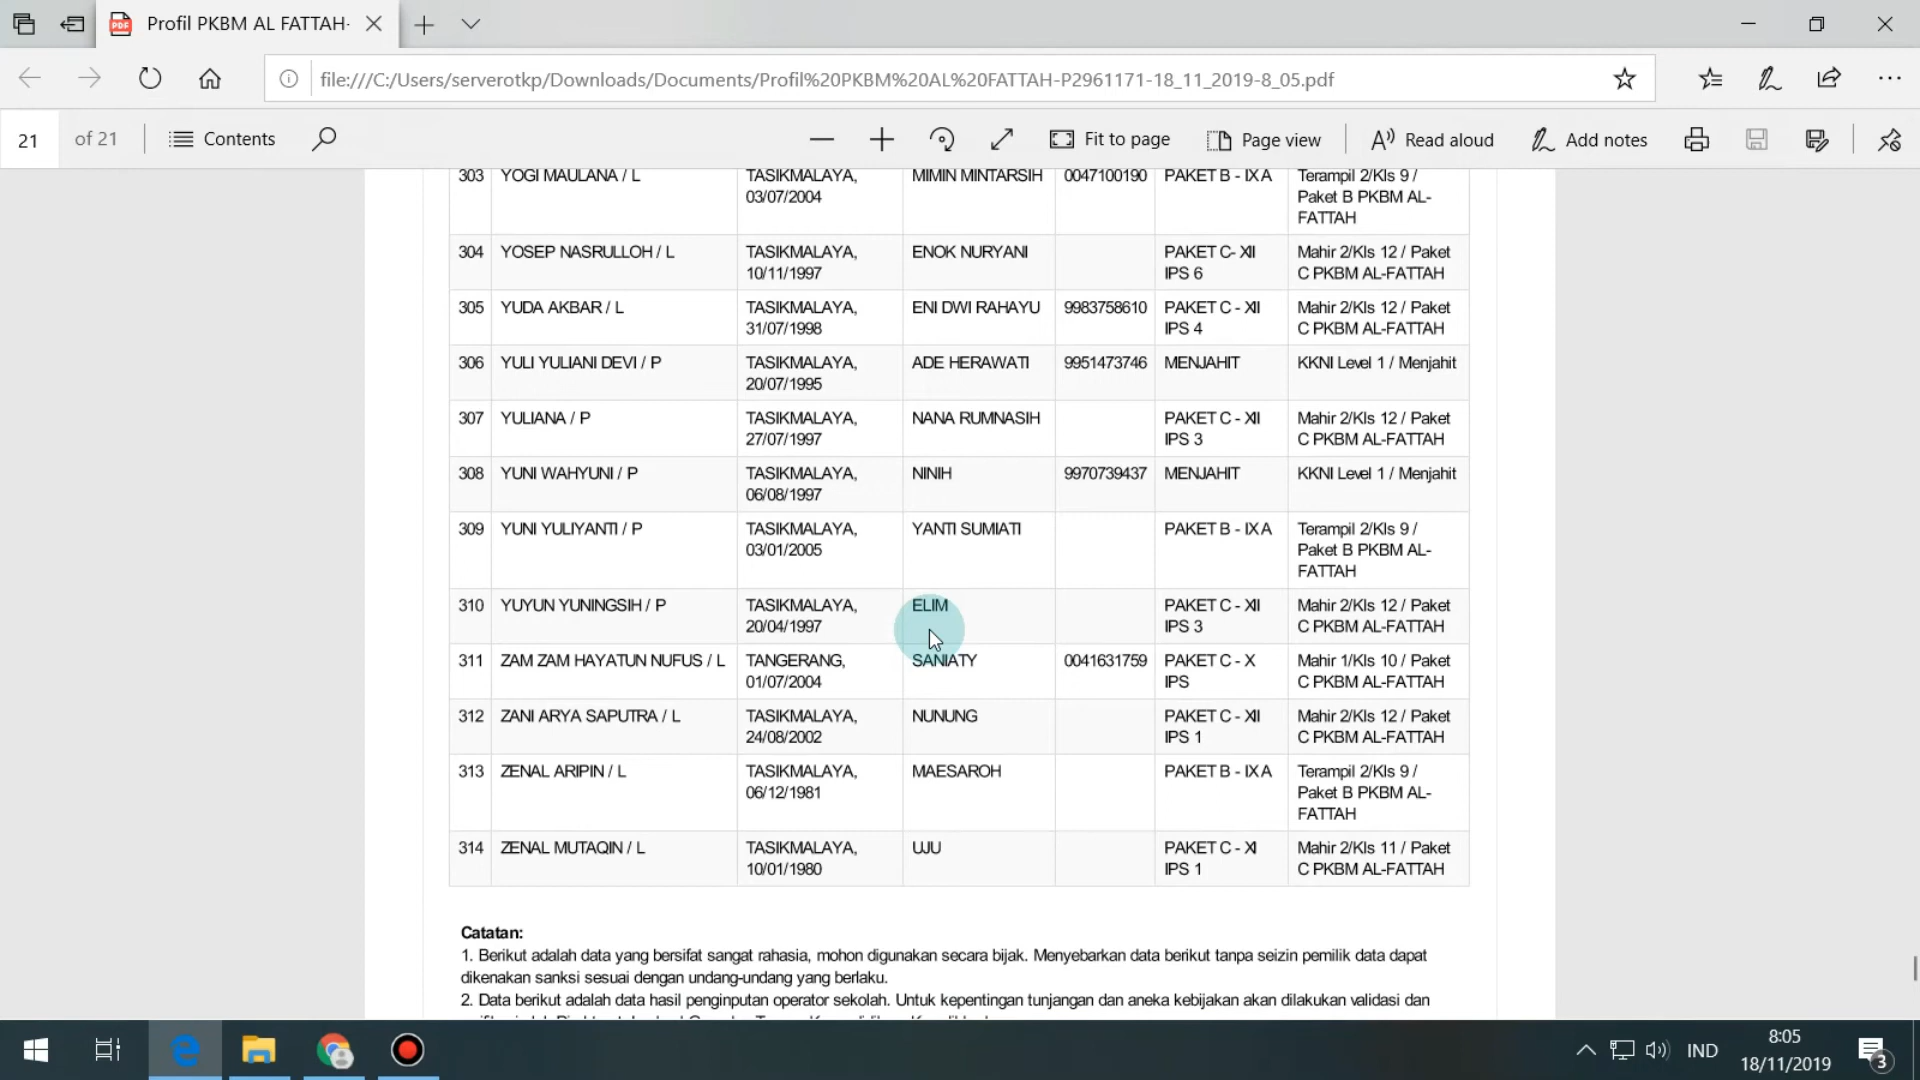 Profil PKBM AL FATTAH-
file:///C:/Users/serverotkp/Downloads/Documents/Profil%20PKBM%20AL%20FATTAH-P2961171-18_11_2019-8_05.pdf
21 of 21 Contents Fit to page Page view Read aloud Add notes
303 YOGI MAULANA / L TASIKMALAYA, MIMIN MINTARSIH 0047100190 PAKET B - IX A Terampil 2/Kls 9 /
03/07/2004 Paket B PKBM AL-
FATTAH
304 YOSEP NASRULLOH / L TASIKMALAYA, ENOK NURYANI PAKET C- XII Mahir 2/Kls 12 / Paket
10/11/1997 IPS 6 C PKBM AL-FATTAH
305 YUDA AKBAR / L TASIKMALAYA, ENI DWI RAHAYU 9983758610 PAKET C - XII Mahir 2/Kls 12 / Paket
31/07/1998 IPS 4 C PKBM AL-FATTAH
306 YULI YULIANI DEVI / P TASIKMALAYA, ADE HERAWATI 9951473746 MENJAHIT KKNI Level 1 / Menjahit
20/07/1995
307 YULIANA / P TASIKMALAYA, NANA RUMNASIH PAKET C - XII Mahir 2/Kls 12 / Paket
27/07/1997 IPS 3 C PKBM AL-FATTAH
308 YUNI WAHYUNI / P TASIKMALAYA, NINIH 9970739437 MENJAHIT KKNI Level 1 / Menjahit
06/08/1997
309 YUNI YULIYANTI / P TASIKMALAYA, YANTI SUMIATI PAKET B - IX A Terampil 2/Kls 9 /
03/01/2005 Paket B PKBM AL-
FATTAH
310 YUYUN YUNINGSIH / P TASIKMALAYA, ELIM PAKET C - XII Mahir 2/Kls 12 / Paket
20/04/1997 IPS 3 C PKBM AL-FATTAH
311 ZAM ZAM HAYATUN NUFUS / L TANGERANG, SANIATY 0041631759 PAKET C - X Mahir 1/Kls 10 / Paket
01/07/2004 IPS C PKBM AL-FATTAH
312 ZANI ARYA SAPUTRA / L TASIKMALAYA, NUNUNG PAKET C - XII Mahir 2/Kls 12 / Paket
24/08/2002 IPS 1 C PKBM AL-FATTAH
313 ZENAL ARIPIN / L TASIKMALAYA, MAESAROH PAKET B - IX A Terampil 2/Kls 9 /
06/12/1981 Paket B PKBM AL-
FATTAH
314 ZENAL MUTAQIN / L TASIKMALAYA, UJU PAKET C - XI Mahir 2/Kls 11 / Paket
10/01/1980 IPS 1 C PKBM AL-FATTAH
Catatan:
1. Berikut adalah data yang bersifat sangat rahasia, mohon digunakan secara bijak. Menyebarkan data berikut tanpa seizin pemilik data dapat
dikenakan sanksi sesuai dengan undang-undang yang berlaku.
2. Data berikut adalah data hasil penginputan operator sekolah. Untuk kepentingan tunjangan dan aneka kebijakan akan dilakukan validasi dan
IND 8:05
18/11/2019 3